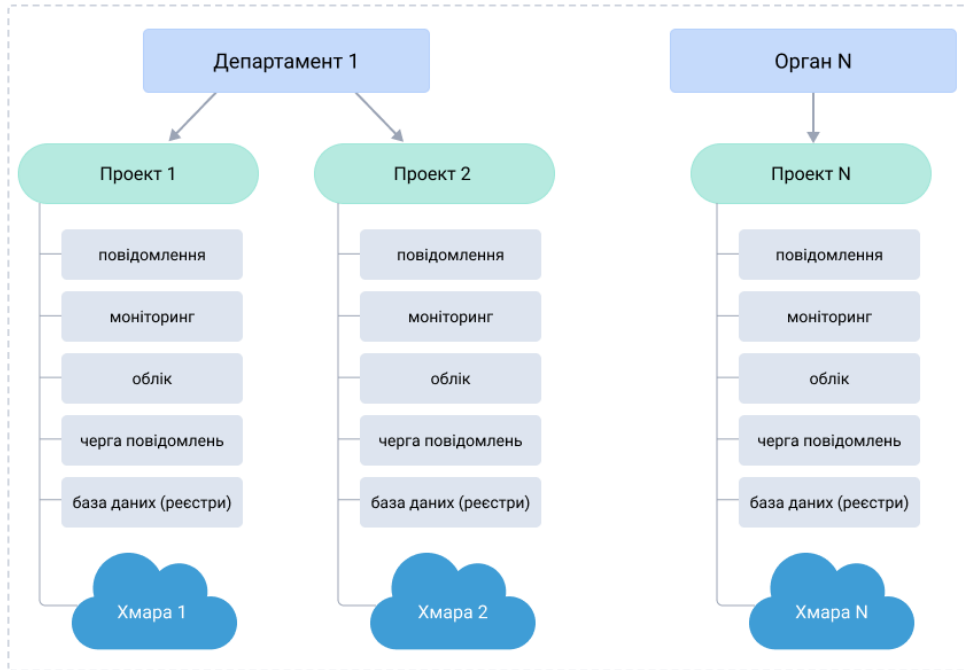 Департамент 1
Орган N
Проект 1
Проект 2
Проект N
повідомлення
повідомлення
повідомлення
моніторинг
моніторинг
моніторинг
облік
облік
облік
черга повідомлень
черга повідомлень
черга повідомлень
база даних (реєстри)
база даних (реєстри)
база даних (реєстри)
Хмара 1
Хмара 2
Хмара N